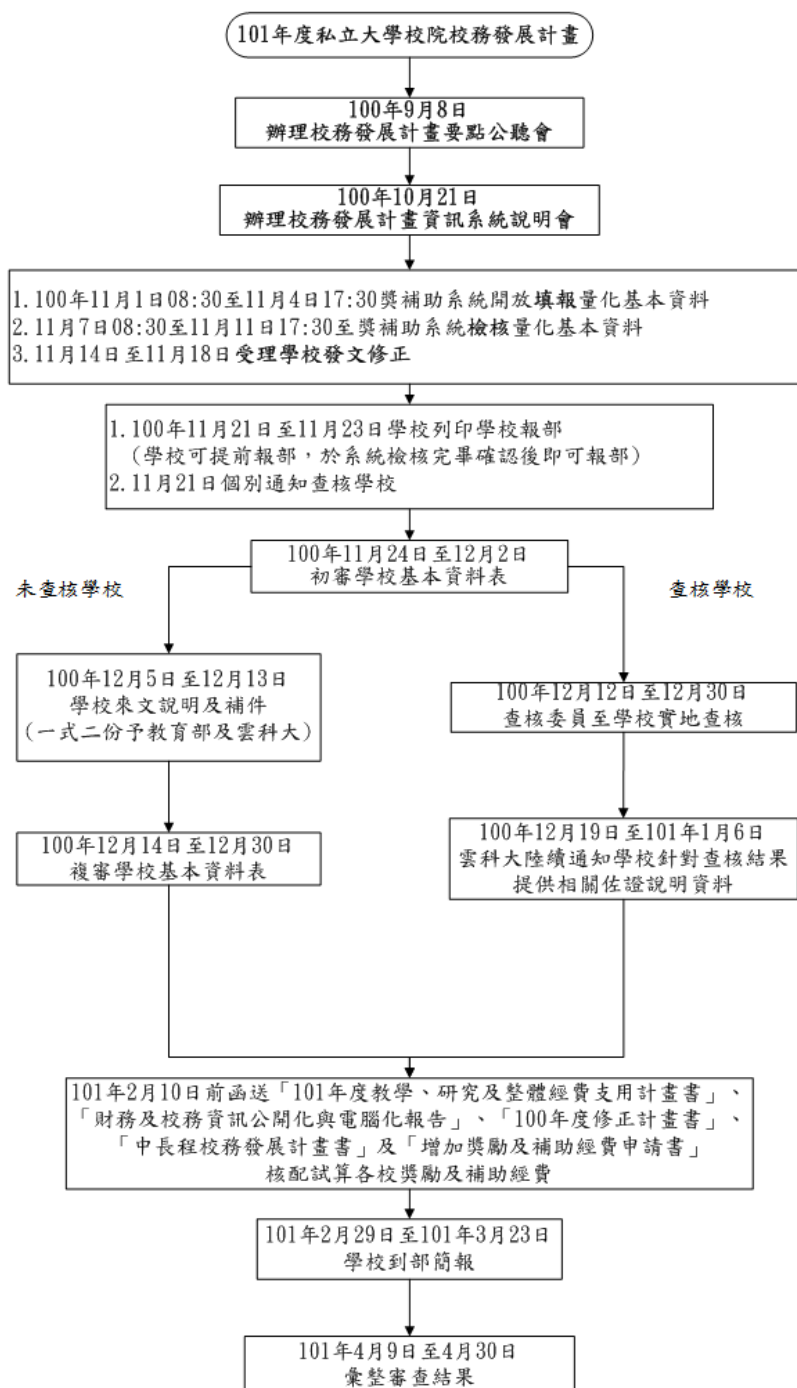 101年度私立大學校院校務發展計畫
100年9月8日
辦理校務發展計畫要點公聽會
100年10月21日
辦理校務發展計畫資訊系統說明會
1.100年11月1日08:30至11月4日17:30獎補助系統開放填報量化基本資料
2.11月7日08:30至11月11日17:30至獎補助系統檢核量化基本資料
3.11月14日至11月18日受理學校發文修正
1.100年11月21日至11月23日學校列印學校報部
（學校可提前報部，於系統檢核完畢確認後即可報部）
2.11月21日個別通知查核學校
100年11月24日至12月2日
初審學校基本資料表
未查核學校
100年12月5日至12月13日
學校來文說明及補件
(一式二份予教育部及雲科大)
100年12月14日至12月30日
複審學校基本資料表
查核學校
100年12月12日至12月30日
查核委員至學校實地查核
100年12月19日至101年1月6日
雲科大陸續通知學校針對查核結果
提供相關佐證說明資料
101年2月10日前函送「101年度教學、研究及整體經費支用計畫書」、
「財務及校務資訊公開化與電腦化報告」、「100年度修正計畫書」、
「中長程校務發展計畫書」及「增加獎勵及補助經費申請書」
核配試算各校獎勵及補助經費
101年2月29日至101年3月23日
學校到部簡報
101年4月9日至4月30日
彙整審查結果